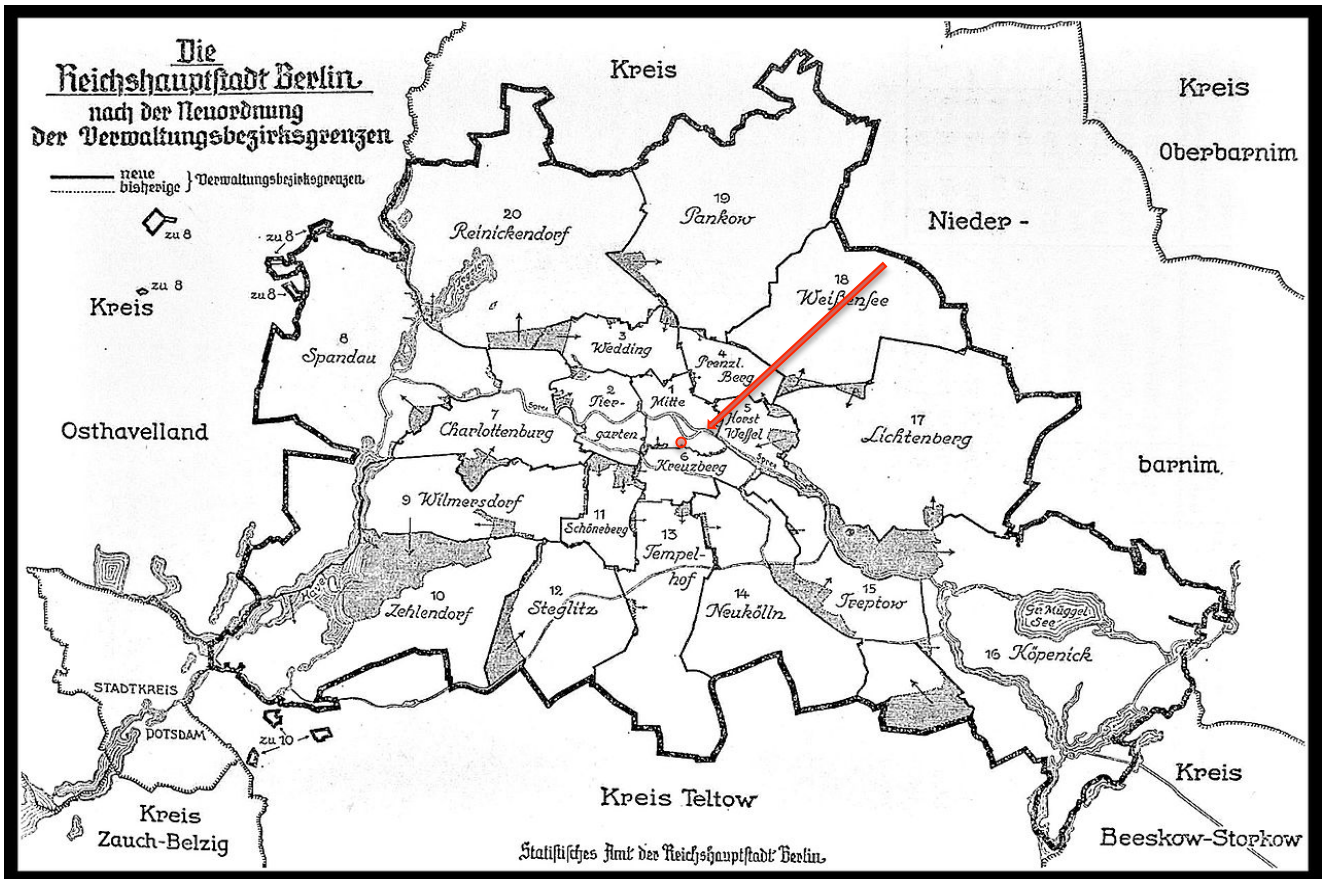 Die
Reichshauptstadt Berlin
nach der Neuordnung
der Verwaltungsbezirksgrenzen
neue
bisherige } Verwaltungsbezirksgrenzen
Kreis
Kreis
Oberbarnim
Nieder-
barnim
zu 8
zu 8
zu 8
zu 8
Kreis
Osthavelland
20
Reinickendorf
19
Pankow
18
Weißensee
8
Spandau
3
Wedding
4
Prenzl.
Berg
2
Tier-
garten
1
Mitte
5
Horst
Wessel
17
Lichtenberg
7
Charlottenburg
Spree
6
Kreuzberg
Spree
9 Wilmersdorf
11
Schöneberg
13
Tempel-
hof
10
Zehlendorf
Havel
12
Steglitz
14
Neukölln
15
Treptow
Gr. Müggel
See
16 Köpenick
STADTKREIS
POTSDAM
zu 10
Kreis
Zauch-Belzig
Kreis Teltow
Kreis
Beeskow-Storkow
Statistisches Amt der Reichshauptstadt Berlin